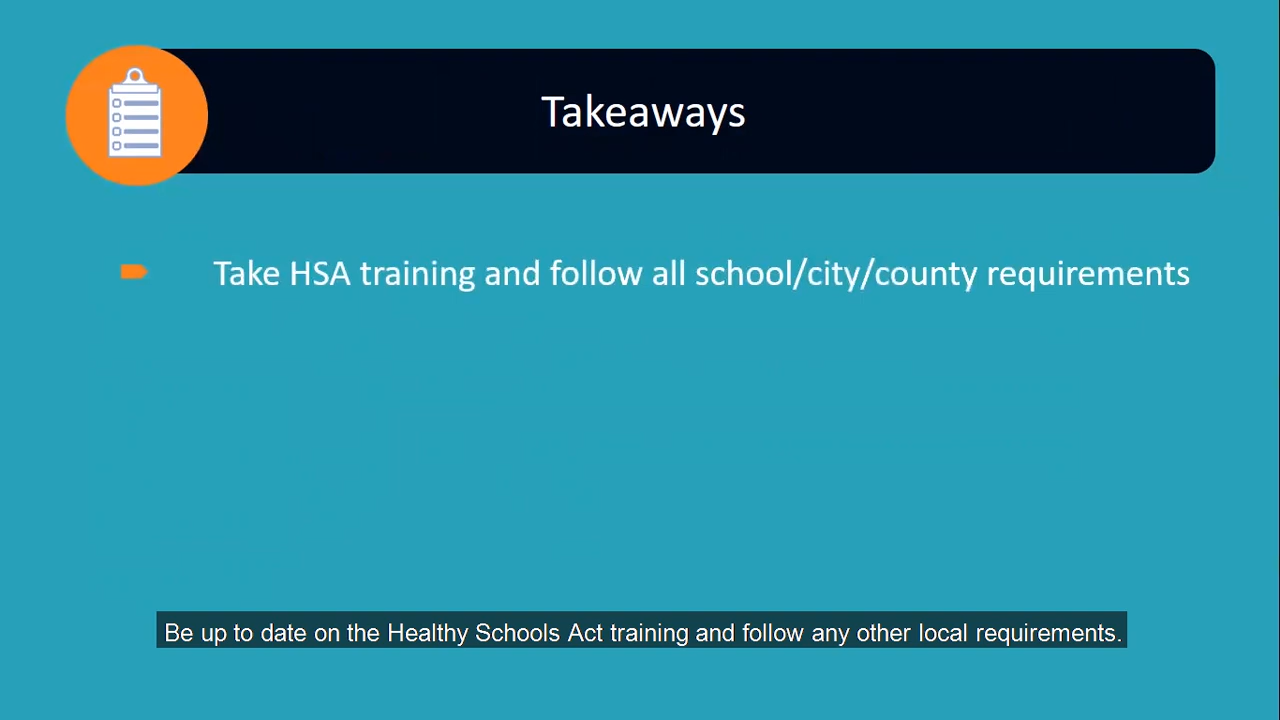 Takeaways
Take HSA training and follow all school/city/county requirements
Be up to date on the Healthy Schools Act training and follow any other local requirements.